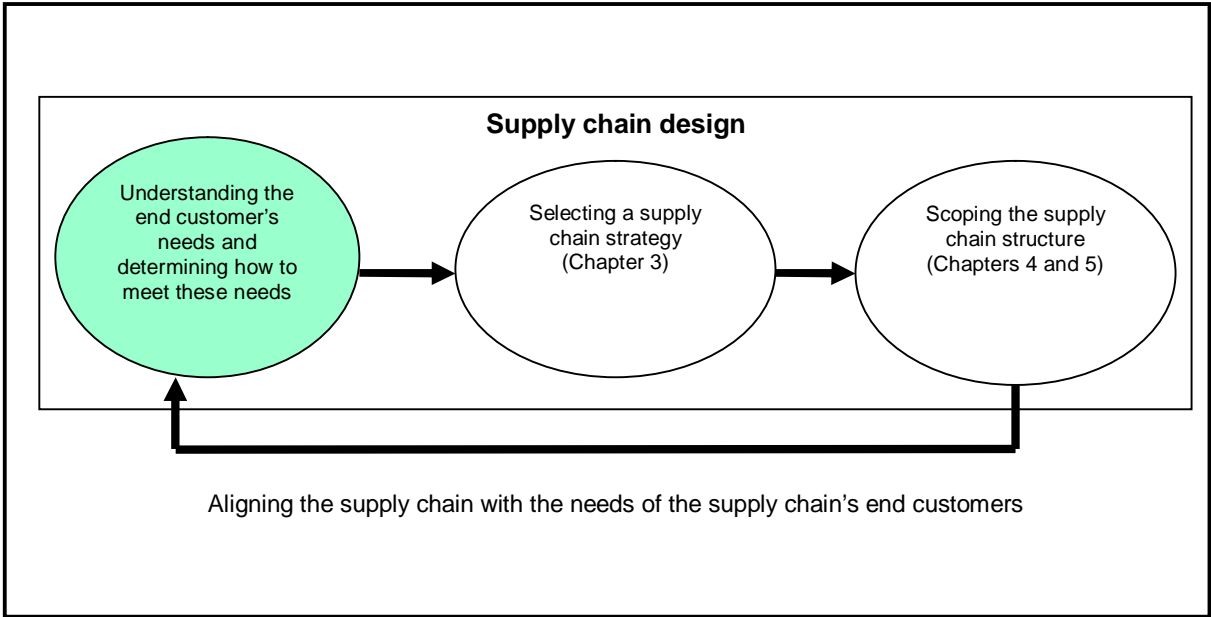 Supply chain design
Understanding the
end customer’s
needs and
determining how to
meet these needs
Selecting a supply
chain strategy
(Chapter 3)
Scoping the supply
chain structure
(Chapters 4 and 5)
Aligning the supply chain with the needs of the supply chain’s end customers